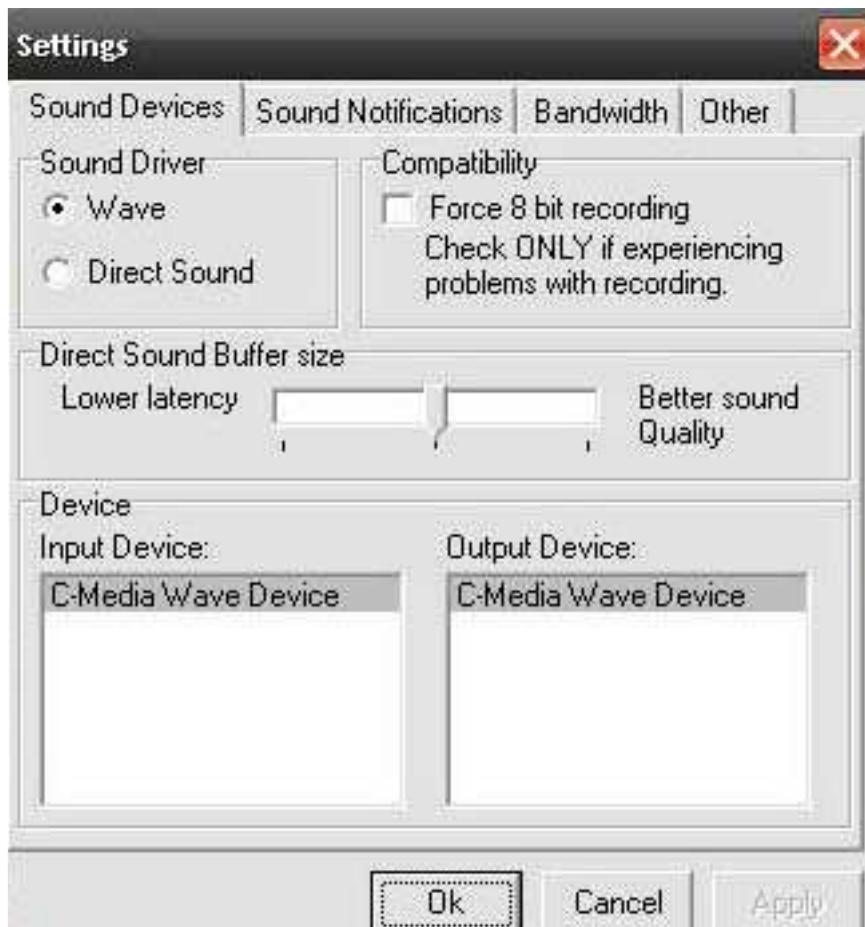 Settings
Sound Devices
Sound Notifications
Bandwidth
Other
Sound Driver
Wave
Direct Sound
Compatibility
Force 8 bit recording
Check ONLY if experiencing
problems with recording.
Direct Sound Buffer size
Lower latency
Better sound
Quality
Device
Input Device:
C-Media Wave Device
Output Device:
C-Media Wave Device
Ok
Cancel
Apply